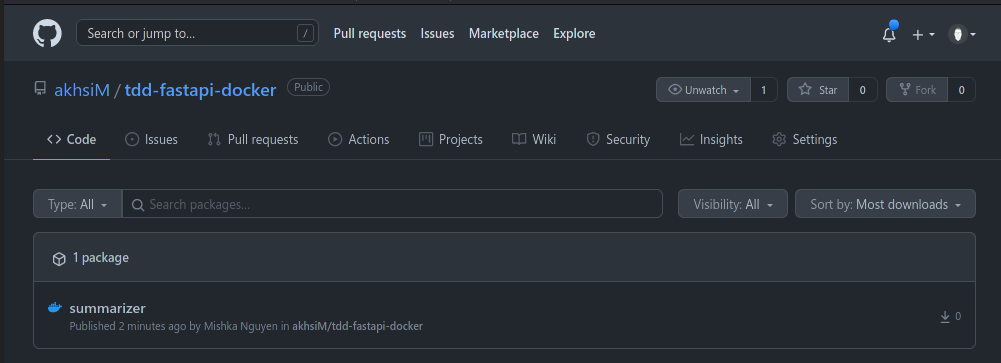 Search or jump to... / Pull requests Issues Marketplace Explore
akhsiM / tdd-fastapi-docker Public Unwatch 1 Star 0 Fork 0
Code Issues Pull requests Actions Projects Wiki Security Insights Settings
Type: All Search packages... Visibility: All Sort by: Most downloads
1 package
summarizer
Published 2 minutes ago by Mishka Nguyen in akhsiM/tdd-fastapi-docker 0